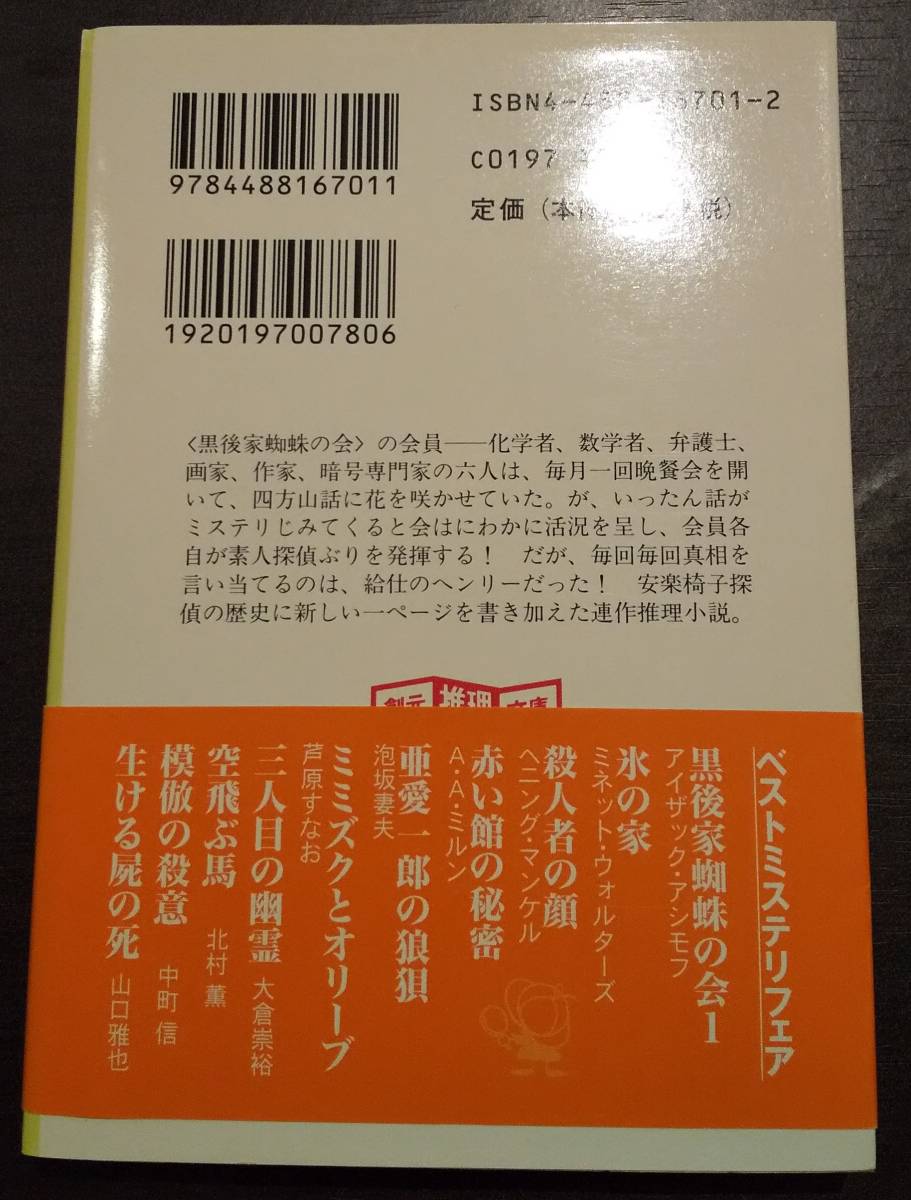 ISBN4-4 701-2
9784488167011
C0197
定価（本 税）
1920197007806
〈黒後家蜘蛛の会〉の会員――化学者、数学者、弁護士、
画家、作家、暗号専門家の六人は、毎月一回晩餐会を開
いて、四方山話に花を咲かせていた。が、いったん話が
ミステリじみてくると会はにわかに活況を呈し、会員各
自が素人探偵ぶりを発揮する！　だが、毎回毎回真相を
言い当てるのは、給仕のヘンリーだった！　安楽椅子探
偵の歴史に新しい一ページを書き加えた連作推理小説。
創元 推理 文庫
ベストミステリフェア
黒後家蜘蛛の会1
アイザック・アシモフ
氷の家
ミネット・ウォルターズ
殺人者の顔
ヘニング・マンケル
赤い館の秘密
A・A・ミルン
亜愛一郎の狼狽
泡坂妻夫
ミミズクとオリーブ
芦原すなお
三人目の幽霊 大倉崇裕
空飛ぶ馬 北村 薫
模倣の殺意 中町 信
生ける屍の死 山口雅也